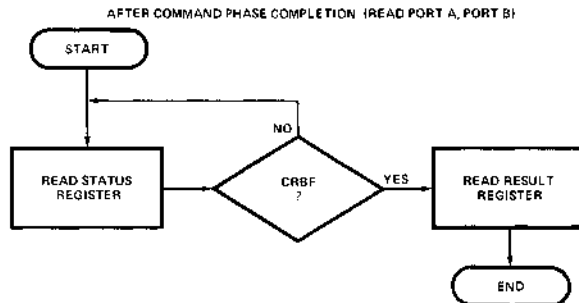 AFTER COMMAND PHASE COMPLETION (READ PORT A, PORT B)
START
NO
READ STATUS
REGISTER
CRBF
?
YES
READ RESULT
REGISTER
END